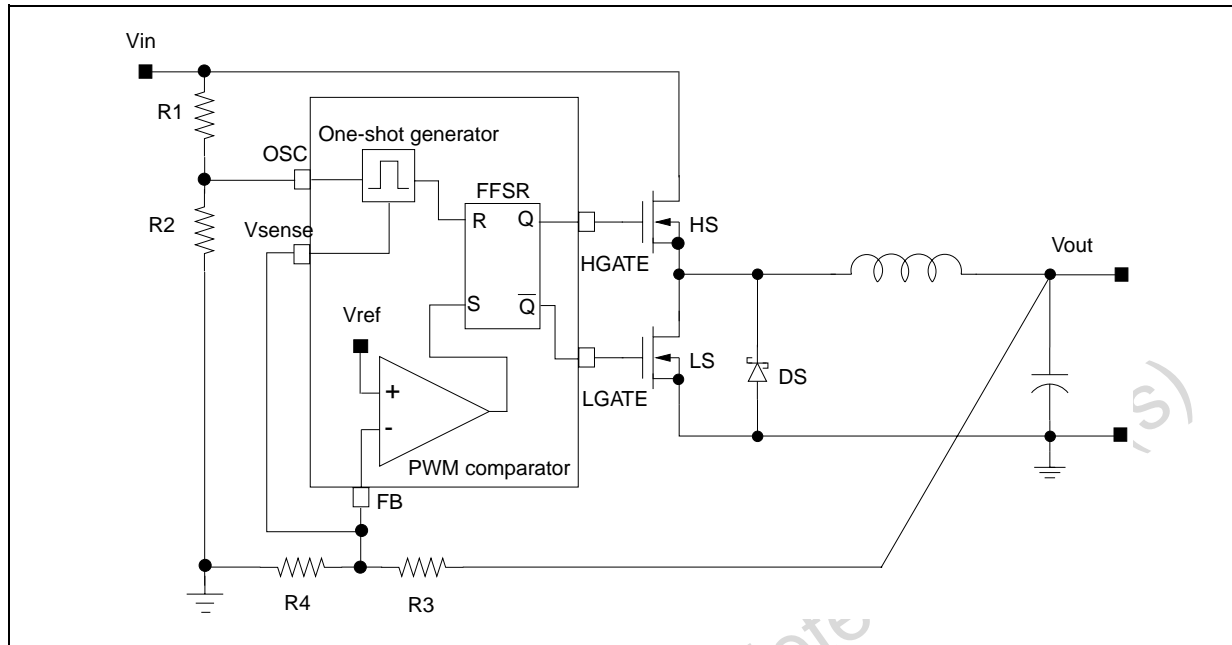 Vin
R1
One-shot generator
OSC
FFSR
R2
R
Q
HS
Vsense
HGATE
Vout
S
Q
Vref
LS
DS
LGATE
+
-
PWM comparator
FB
R4
R3